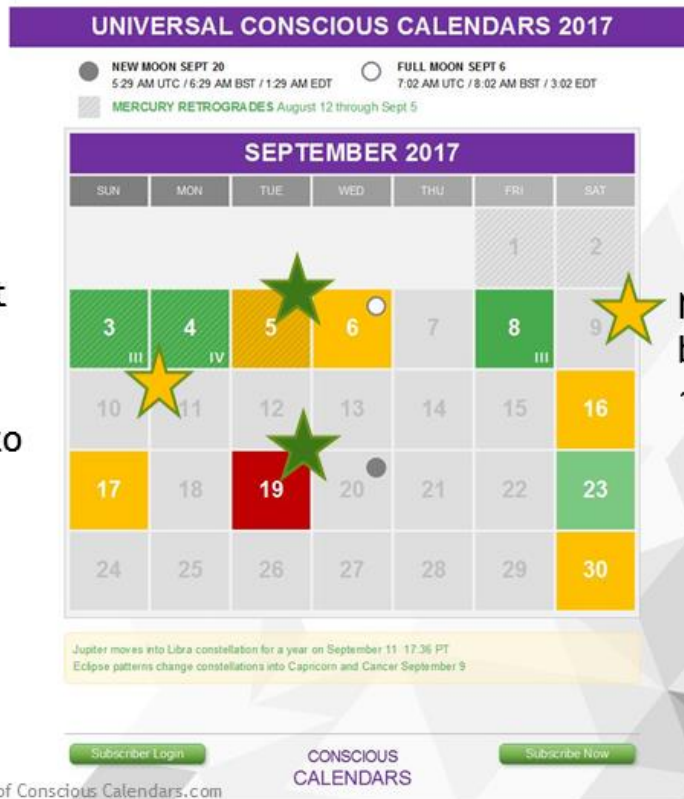 UNIVERSAL CONSCIOUS CALENDARS 2017
NEW MOON SEPT 20
5:29 AM UTC / 6:29 AM BST / 1:29 AM EDT
FULL MOON SEPT 6
7:02 AM UTC / 8:02 AM BST / 3:02 EDT
MERCURY RETROGRADES August 12 through Sept 5
SEPTEMBER 2017
SUN MON TUE WED THU FRI SAT
1 2
3 III 4 IV 5 6 7 8 III 9
10 11 12 13 14 15 16
17 18 19 20 21 22 23
24 25 26 27 28 29 30
to
Jupiter moves into Libra constellation for a year on September 11 17:36 PT
Eclipse patterns change constellations into Capricorn and Cancer September 9
Subscriber Login
CONSCIOUS
CALENDARS
Subscribe Now
of Conscious Calendars.com